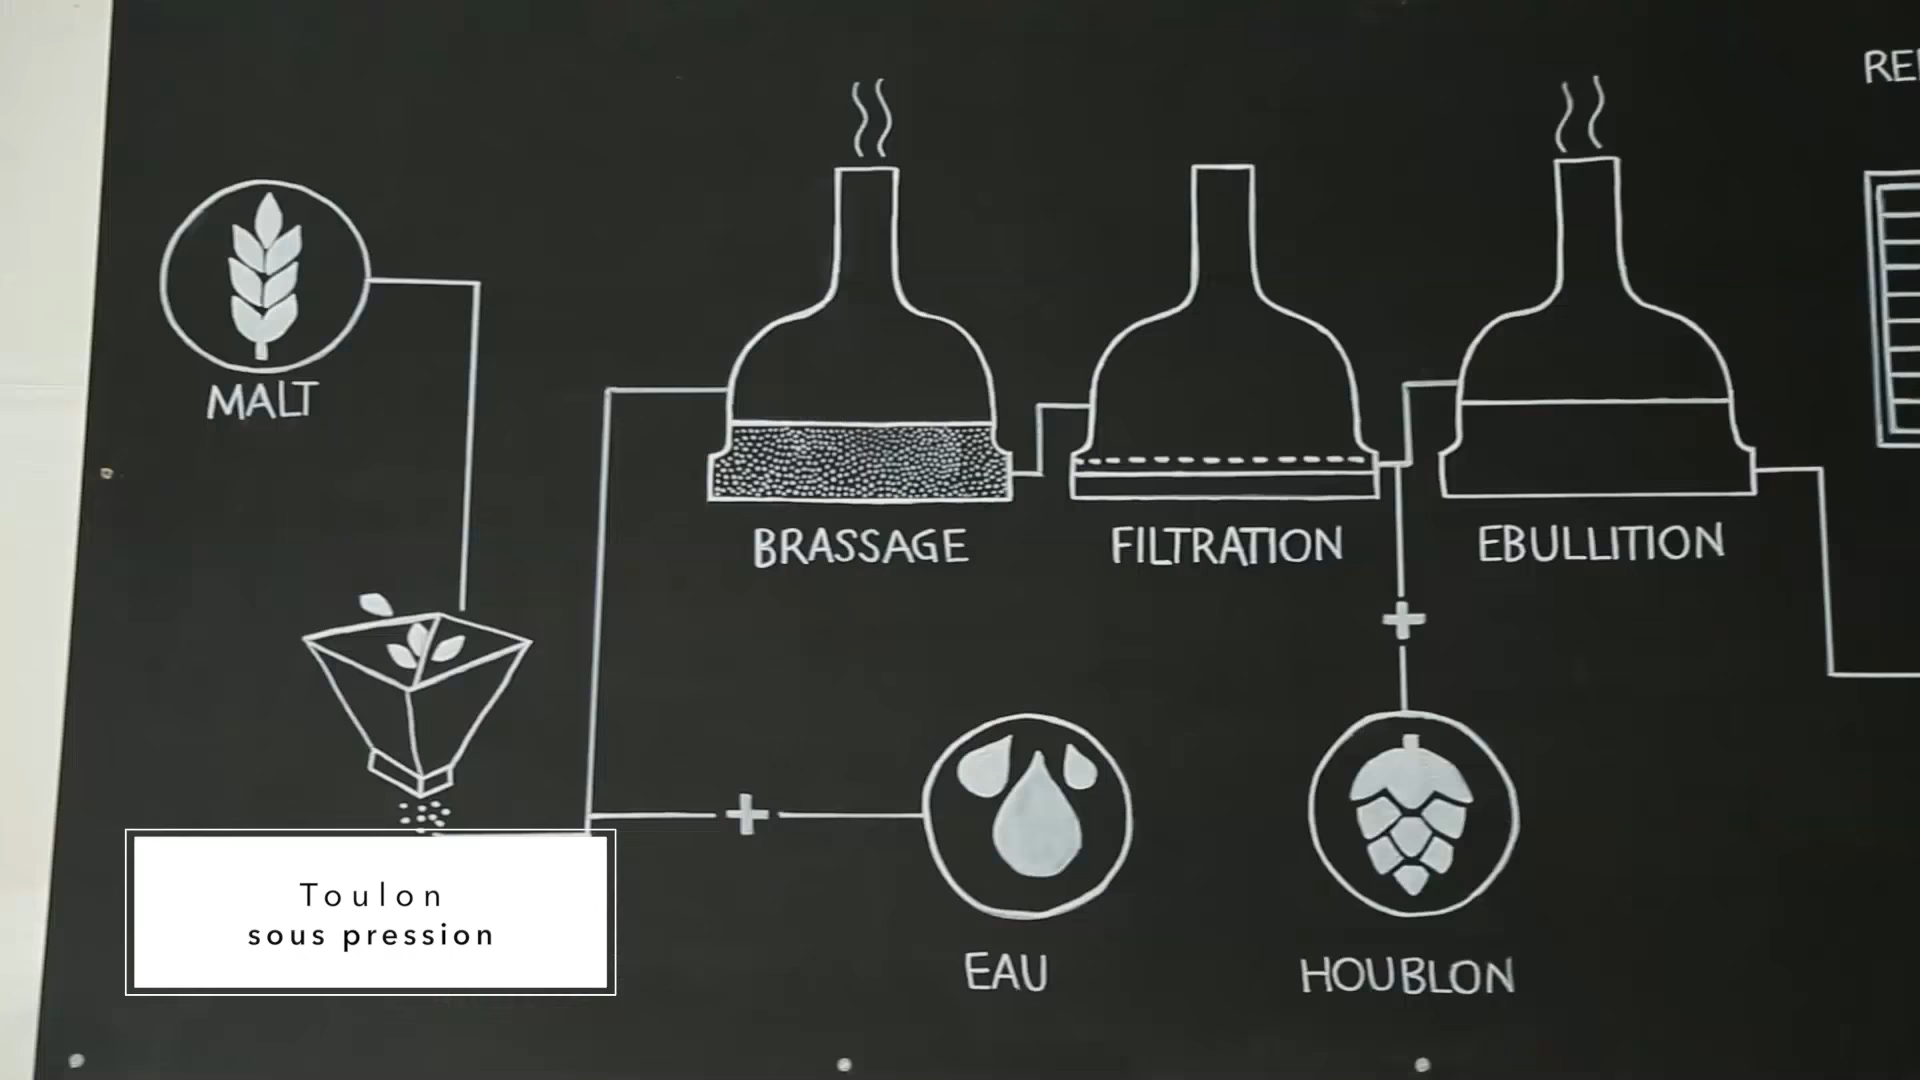 MALT
BRASSAGE
FILTRATION
EBULLITION
EAU
HOUBLON
Toulon
sous pression